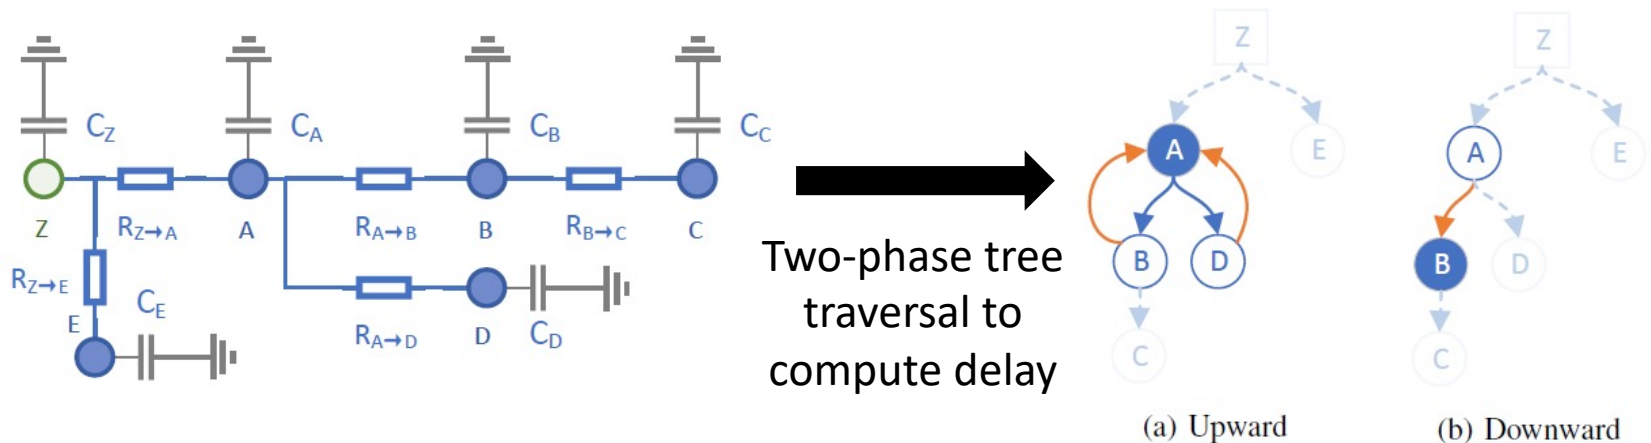 C_Z
C_A
C_B
C_C
Z
R_Z→A
A
R_A→B
B
R_B→C
C
R_Z→E
E
C_E
R_A→D
D
C_D
Two-phase tree
traversal to
compute delay
Z
A
E
B
D
C
(a) Upward
Z
A
E
B
D
C
(b) Downward